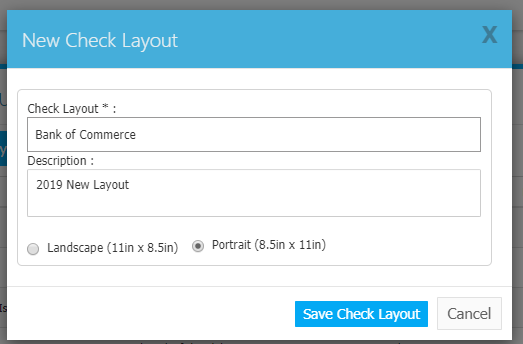 New Check Layout X
Check Layout * :
Bank of Commerce
Description :
2019 New Layout
Landscape (11in x 8.5in) Portrait (8.5in x 11in)
Save Check Layout Cancel